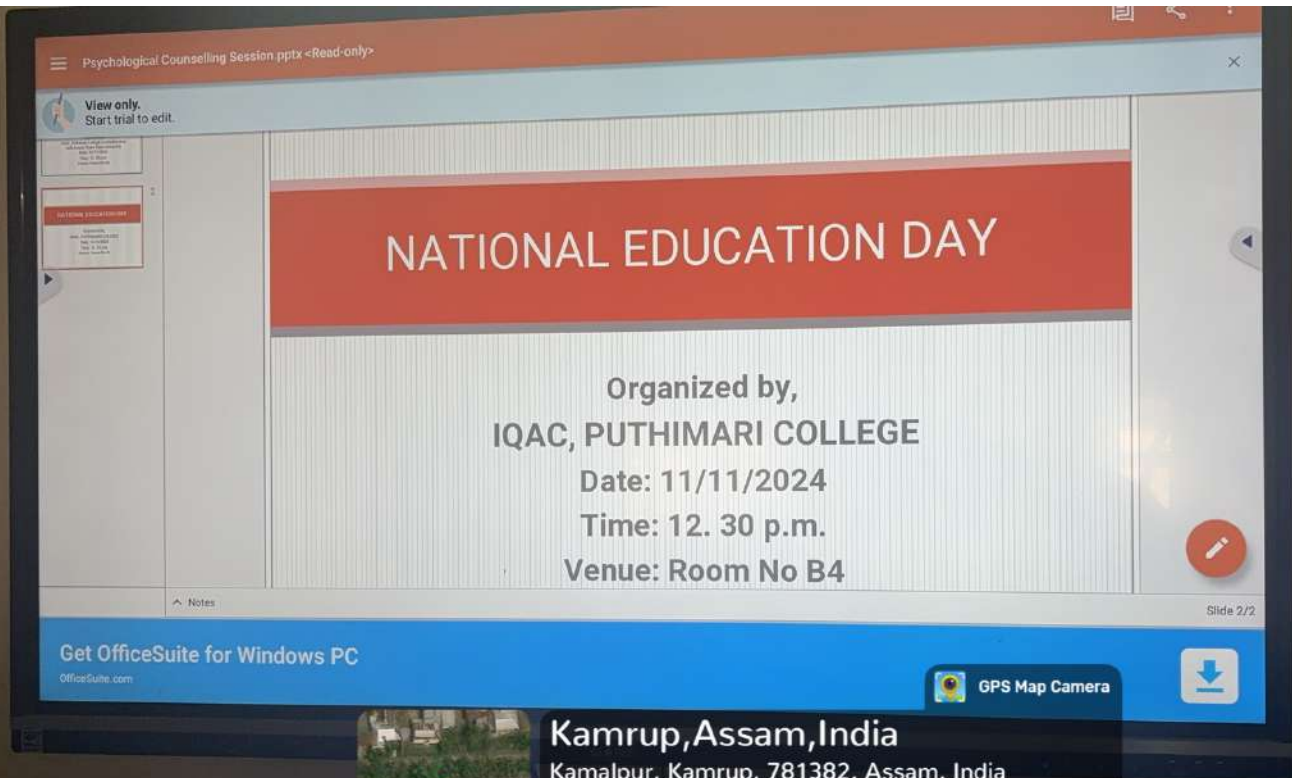 Psychological Counselling Session.pptx <Read-only>
View only.
Start trial to edit.
NATIONAL EDUCATION DAY
Organized by,
IQAC, PUTHIMARI COLLEGE
Date: 11/11/2024
Time: 12. 30 p.m.
Venue: Room No B4
Notes
Slide 2/2
Get OfficeSuite for Windows PC
OfficeSuite.com
GPS Map Camera
Kamrup,Assam,India
Kamalpur, Kamrup, 781382, Assam, India